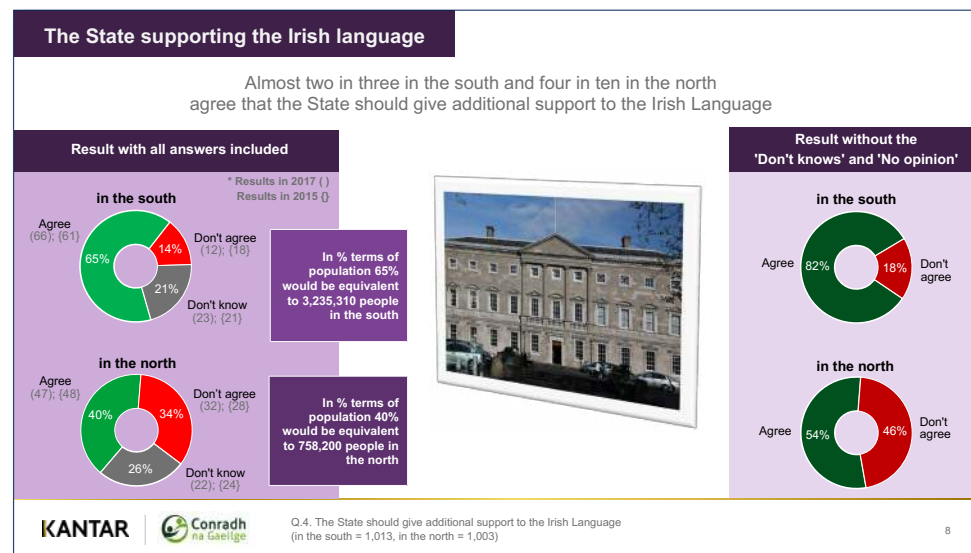 The State supporting the Irish language
Almost two in three in the south and four in ten in the north
agree that the State should give additional support to the Irish Language
Result with all answers included
* Results in 2017 ( )
Results in 2015 {}
in the south
Agree
(66); {61}
65%
14%
21%
Don't agree
(12); {18}
Don't know
(23); {21}
In % terms of
population 65%
would be equivalent
to 3,235,310 people
in the south
in the north
Agree
(47); {48}
40%
34%
26%
Don't agree
(32); {28}
Don't know
(22); {24}
In % terms of
population 40%
would be equivalent
to 758,200 people in
the north
Result without the
'Don't knows' and 'No opinion'
in the south
Agree
82%
18%
Don't
agree
in the north
Agree
54%
46%
Don't
agree
KANTAR
Conradh
na Gaeilge
Q.4. The State should give additional support to the Irish Language
(in the south = 1,013, in the north = 1,003)
8